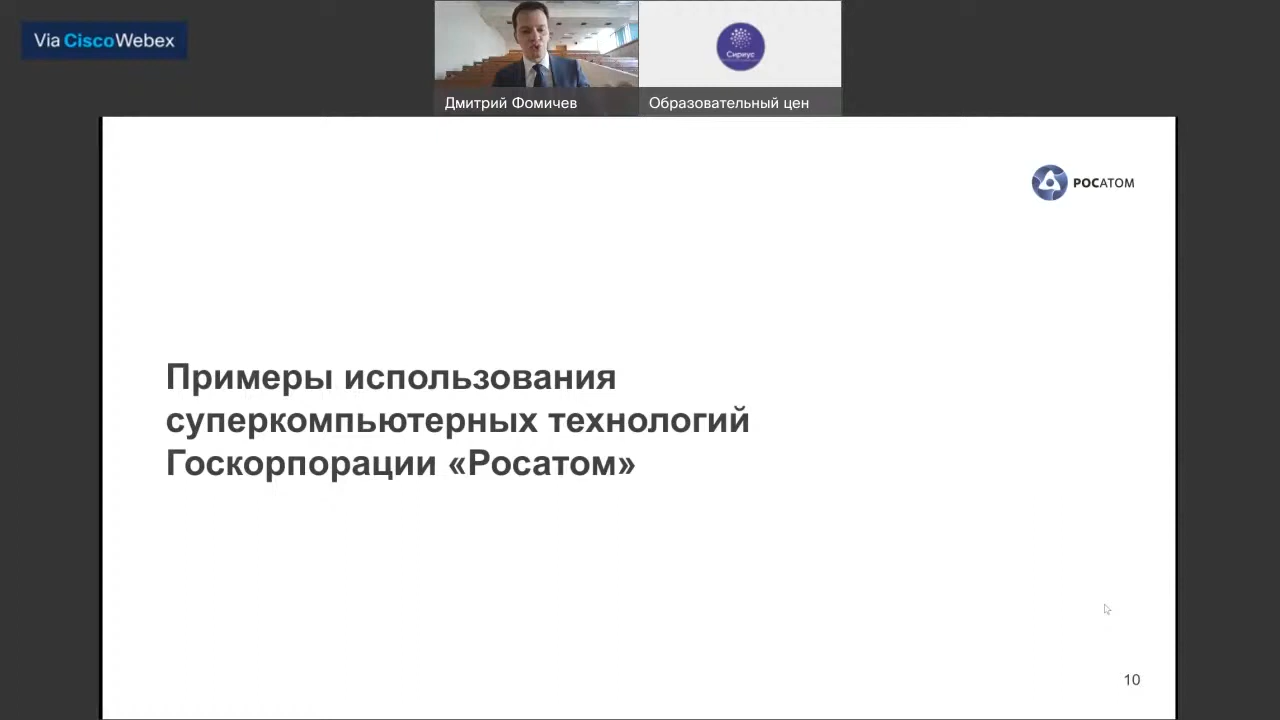 Via CiscoWebex
Сириус
Дмитрий Фомичев
Образовательный цен
РОСАТОМ
Примеры использования
суперкомпьютерных технологий
Госкорпорации «Росатом»
10